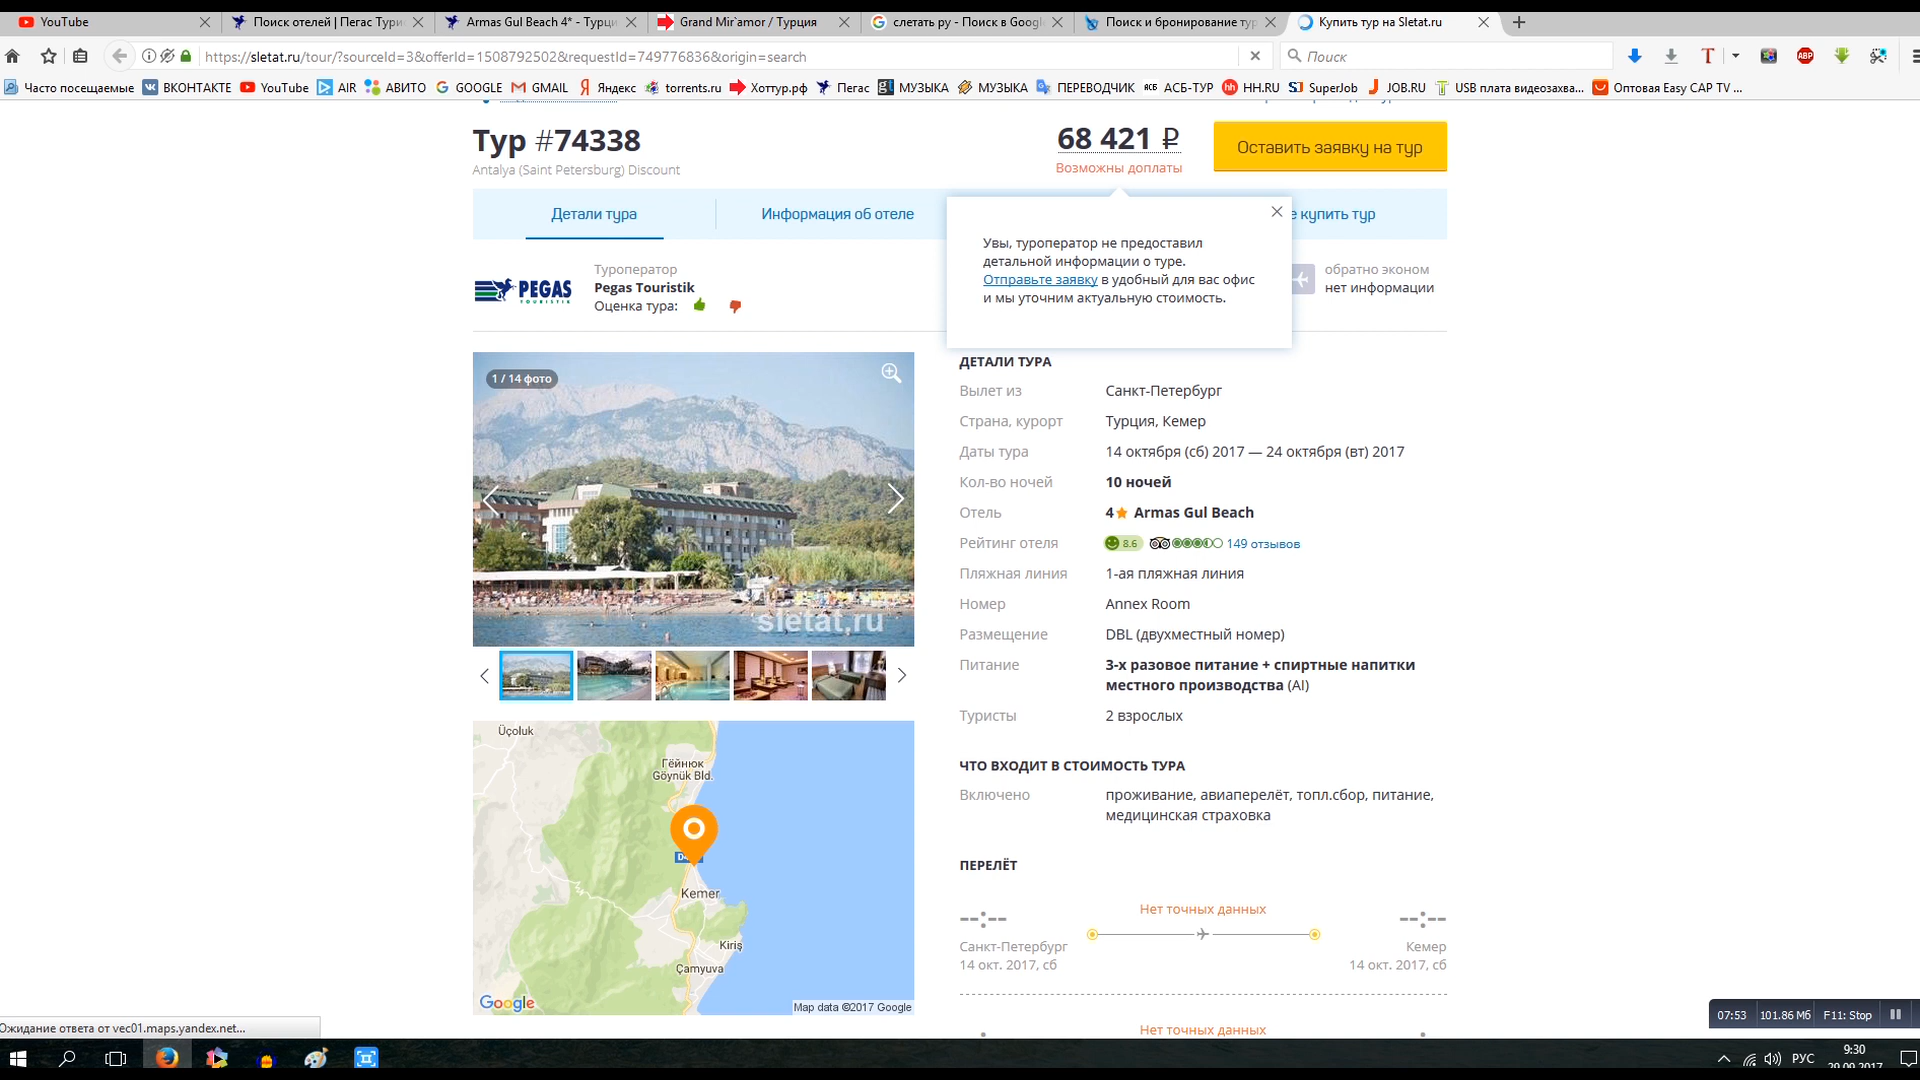 YouTube
Поиск отелей | Пегас Тури
Armas Gul Beach 4* - Турци
Grand Mir`amor / Турция
слетать ру - Поиск в Googl
Поиск и бронирование тур
Купить тур на Sletat.ru
https://sletat.ru/tour/?sourceId=3&offerId=1508792502&requestId=749776836&origin=search
Поиск
Часто посещаемые ВКОНТАКТЕ YouTube AIR АВИТО GOOGLE GMAIL Яндекс torrents.ru Хоттур.рф Пегас МУЗЫКА МУЗЫКА ПЕРЕВОДЧИК АСБ-ТУР HH.RU SuperJob JOB.RU USB плата видеозахва... Оптовая Easy CAP TV ...
Тур #74338
Antalya (Saint Petersburg) Discount
68 421 ₽
Возможны доплаты
Оставить заявку на тур
Детали тура
Информация об отеле
е купить тур
Увы, туроператор не предоставил
детальной информации о туре.
Отправьте заявку в удобный для вас офис
и мы уточним актуальную стоимость.
PEGAS
TOURISTIK
Туроператор
Pegas Touristik
Оценка тура:
обратно эконом
нет информации
1 / 14 фото
sletat.ru
ДЕТАЛИ ТУРА
Вылет из Санкт-Петербург
Страна, курорт Турция, Кемер
Даты тура 14 октября (сб) 2017 — 24 октября (вт) 2017
Кол-во ночей 10 ночей
Отель 4 Armas Gul Beach
Рейтинг отеля 8.6 149 отзывов
Пляжная линия 1-ая пляжная линия
Номер Annex Room
Размещение DBL (двухместный номер)
Питание 3-х разовое питание + спиртные напитки
местного производства (AI)
Туристы 2 взрослых
ЧТО ВХОДИТ В СТОИМОСТЬ ТУРА
Включено проживание, авиаперелёт, топл.сбор, питание,
медицинская страховка
ПЕРЕЛЁТ
Нет точных данных
--:-- --:--
Санкт-Петербург Кемер
14 окт. 2017, сб 14 окт. 2017, сб
Нет точных данных
Üçoluk
Гёйнюк
Göynük Bld.
Kemer
Kiriş
Çamyuva
Google
Map data ©2017 Google
Ожидание ответа от vec01.maps.yandex.net...
07:53 101.86 Мб F11: Stop
РУС
9:30
29.09.2017